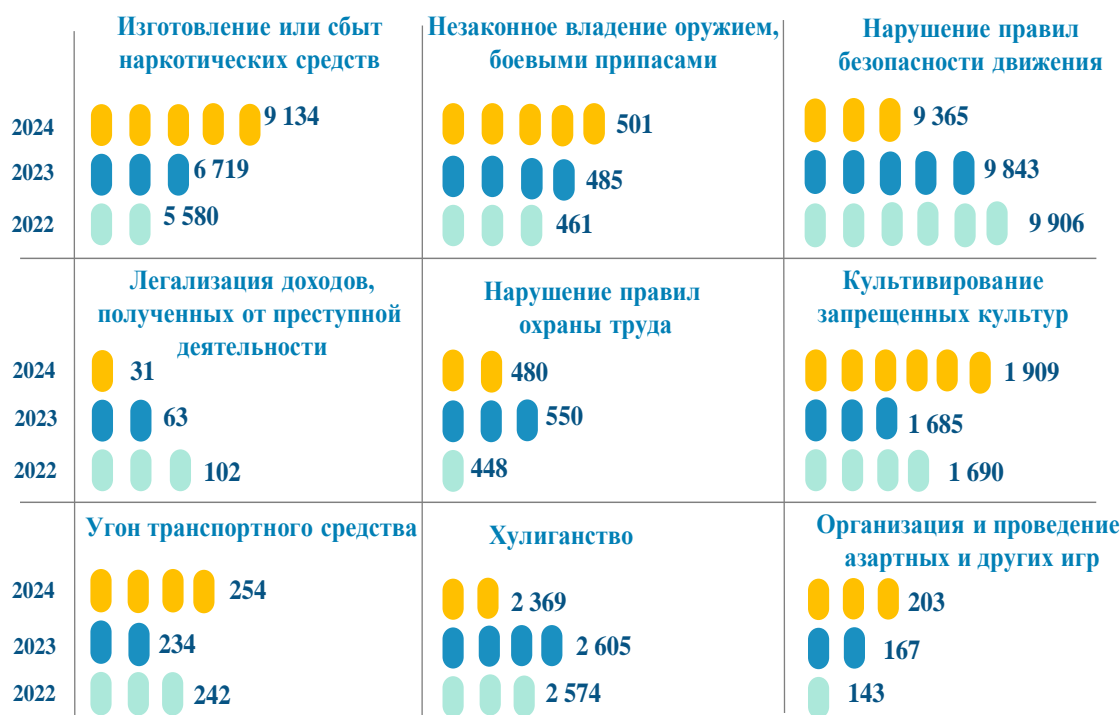 Изготовление или сбыт
наркотических средств
2024 9 134
2023 6 719
2022 5 580
Незаконное владение оружием,
боевыми припасами
501
485
461
Нарушение правил
безопасности движения
9 365
9 843
9 906
Легализация доходов,
полученных от преступной
деятельности
2024 31
2023 63
2022 102
Нарушение правил
охраны труда
480
550
448
Культивирование
запрещенных культур
1 909
1 685
1 690
Угон транспортного средства
2024 254
2023 234
2022 242
Хулиганство
2 369
2 605
2 574
Организация и проведение
азартных и других игр
203
167
143